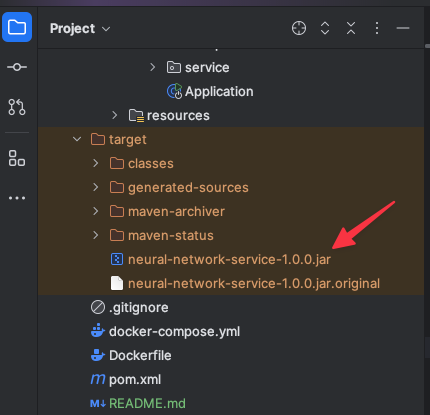 Project
service
Application
resources
target
classes
generated-sources
maven-archiver
maven-status
neural-network-service-1.0.0.jar
neural-network-service-1.0.0.jar.original
.gitignore
docker-compose.yml
Dockerfile
m pom.xml
M↓ README.md